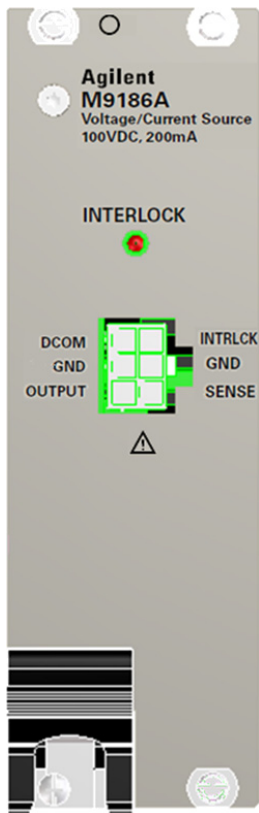 Agilent
M9186A
Voltage/Current Source
100VDC, 200mA
INTERLOCK
DCOM INTRLCK
GND GND
OUTPUT SENSE